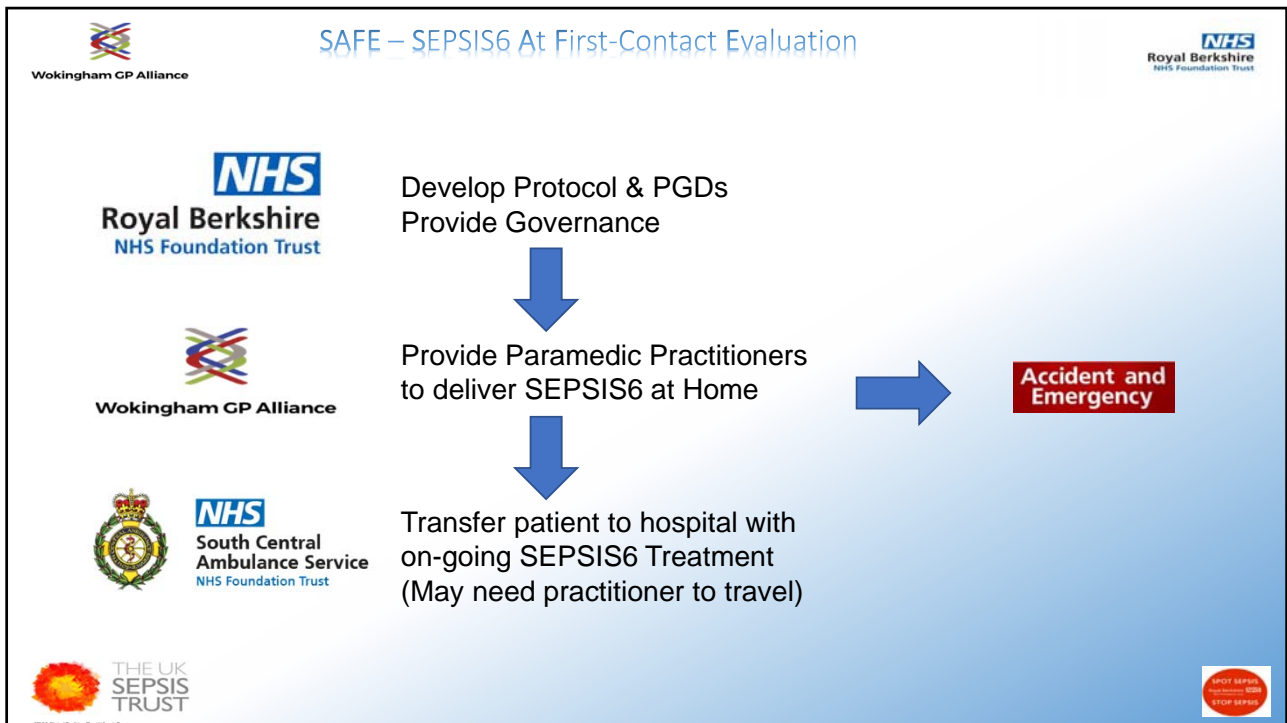 SAFE – SEPSIS6 At First-Contact Evaluation
Wokingham GP Alliance
NHS
Royal Berkshire
NHS Foundation Trust
NHS
Royal Berkshire
NHS Foundation Trust
Develop Protocol & PGDs
Provide Governance
Wokingham GP Alliance
Provide Paramedic Practitioners
to deliver SEPSIS6 at Home
Accident and
Emergency
NHS
South Central
Ambulance Service
NHS Foundation Trust
Transfer patient to hospital with
on-going SEPSIS6 Treatment
(May need practitioner to travel)
THE UK
SEPSIS
TRUST
SPOT SEPSIS
Royal Berkshire NHS
STOP SEPSIS